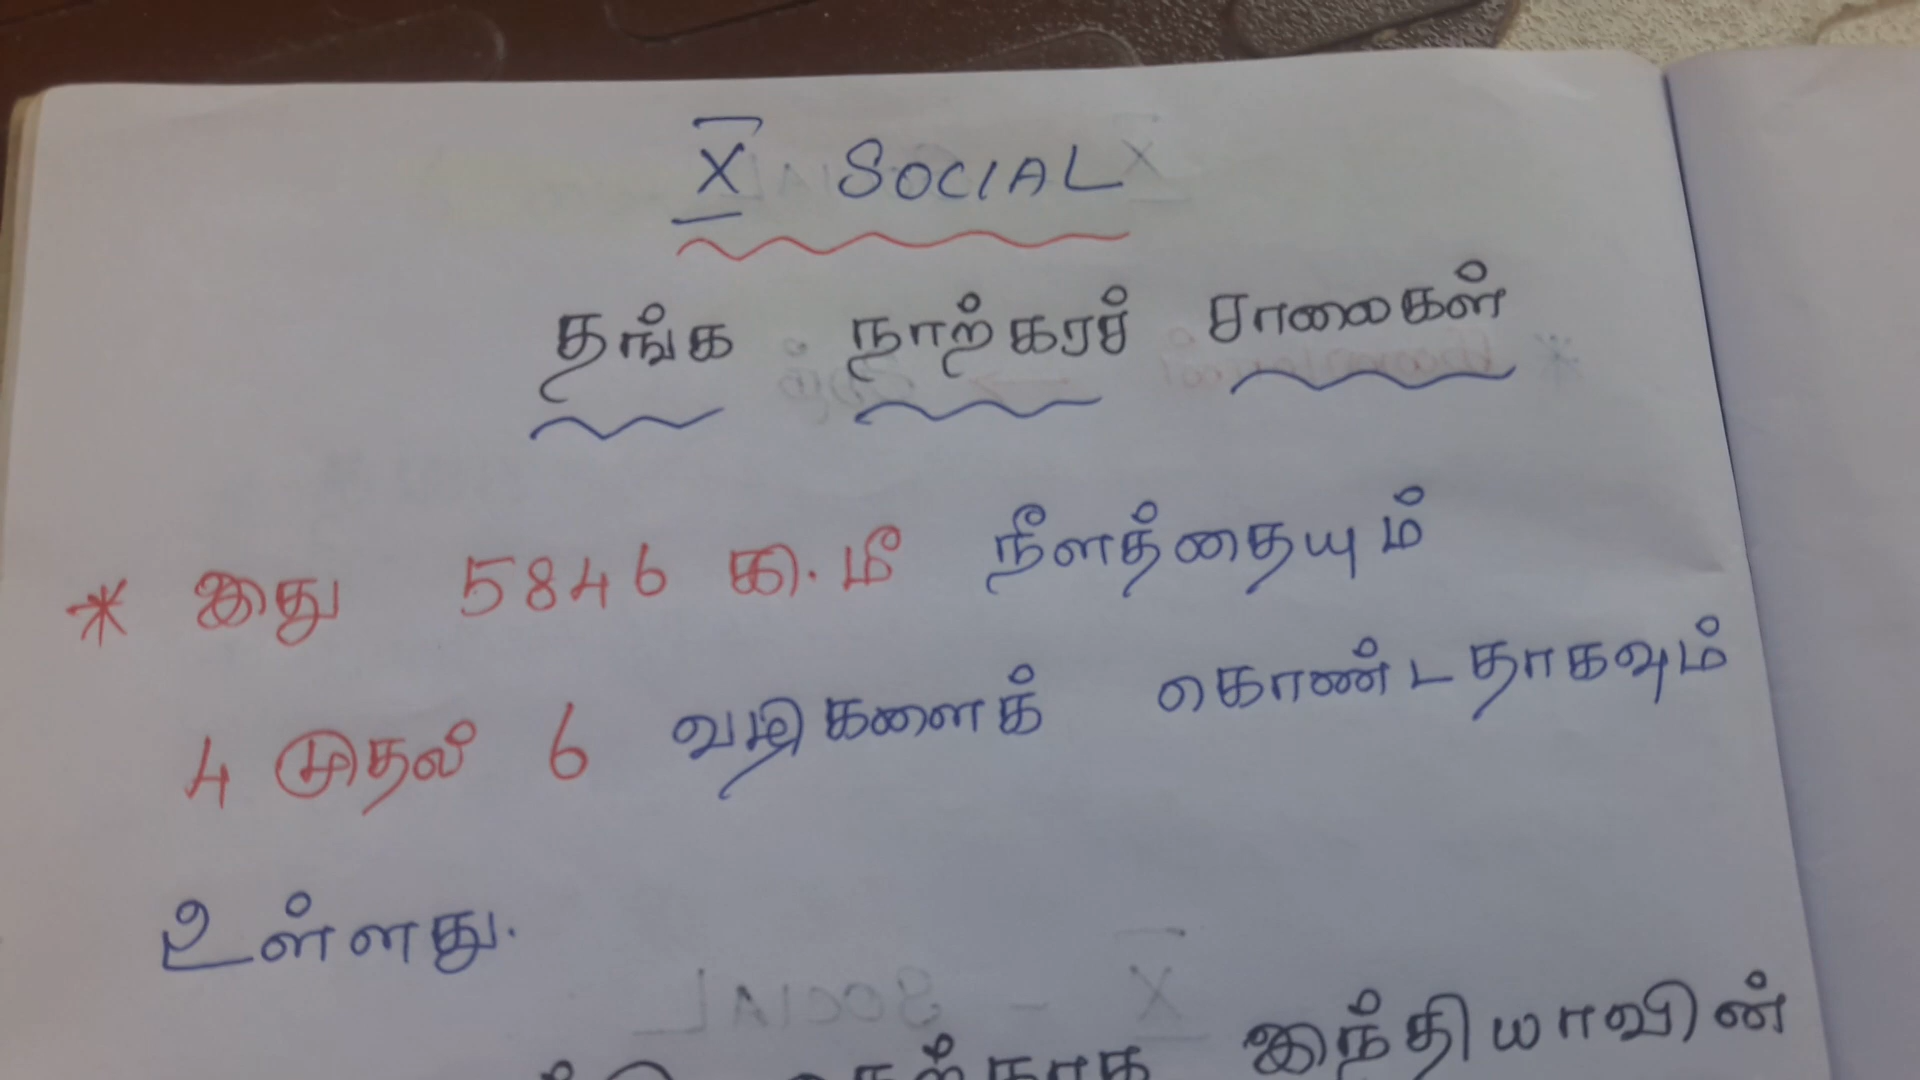 X SOCIAL
தங்க நாற்கரச் சாலைகள்
* இது 5846 கி.மீ நீளத்தையும்
4 முதல் 6 வழிகளைக் கொண்டதாகவும்
உள்ளது.
இந்தியாவின்